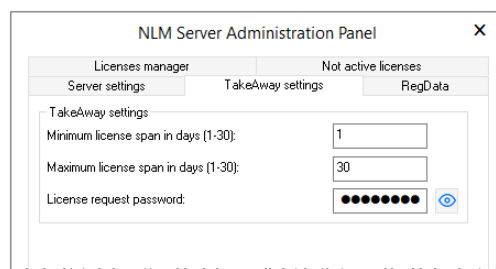 NLM Server Administration Panel
Licenses manager Not active licenses
Server settings TakeAway settings RegData
TakeAway settings
Minimum license span in days (1-30): 1
Maximum license span in days (1-30): 30
License request password: ●●●●●●●●